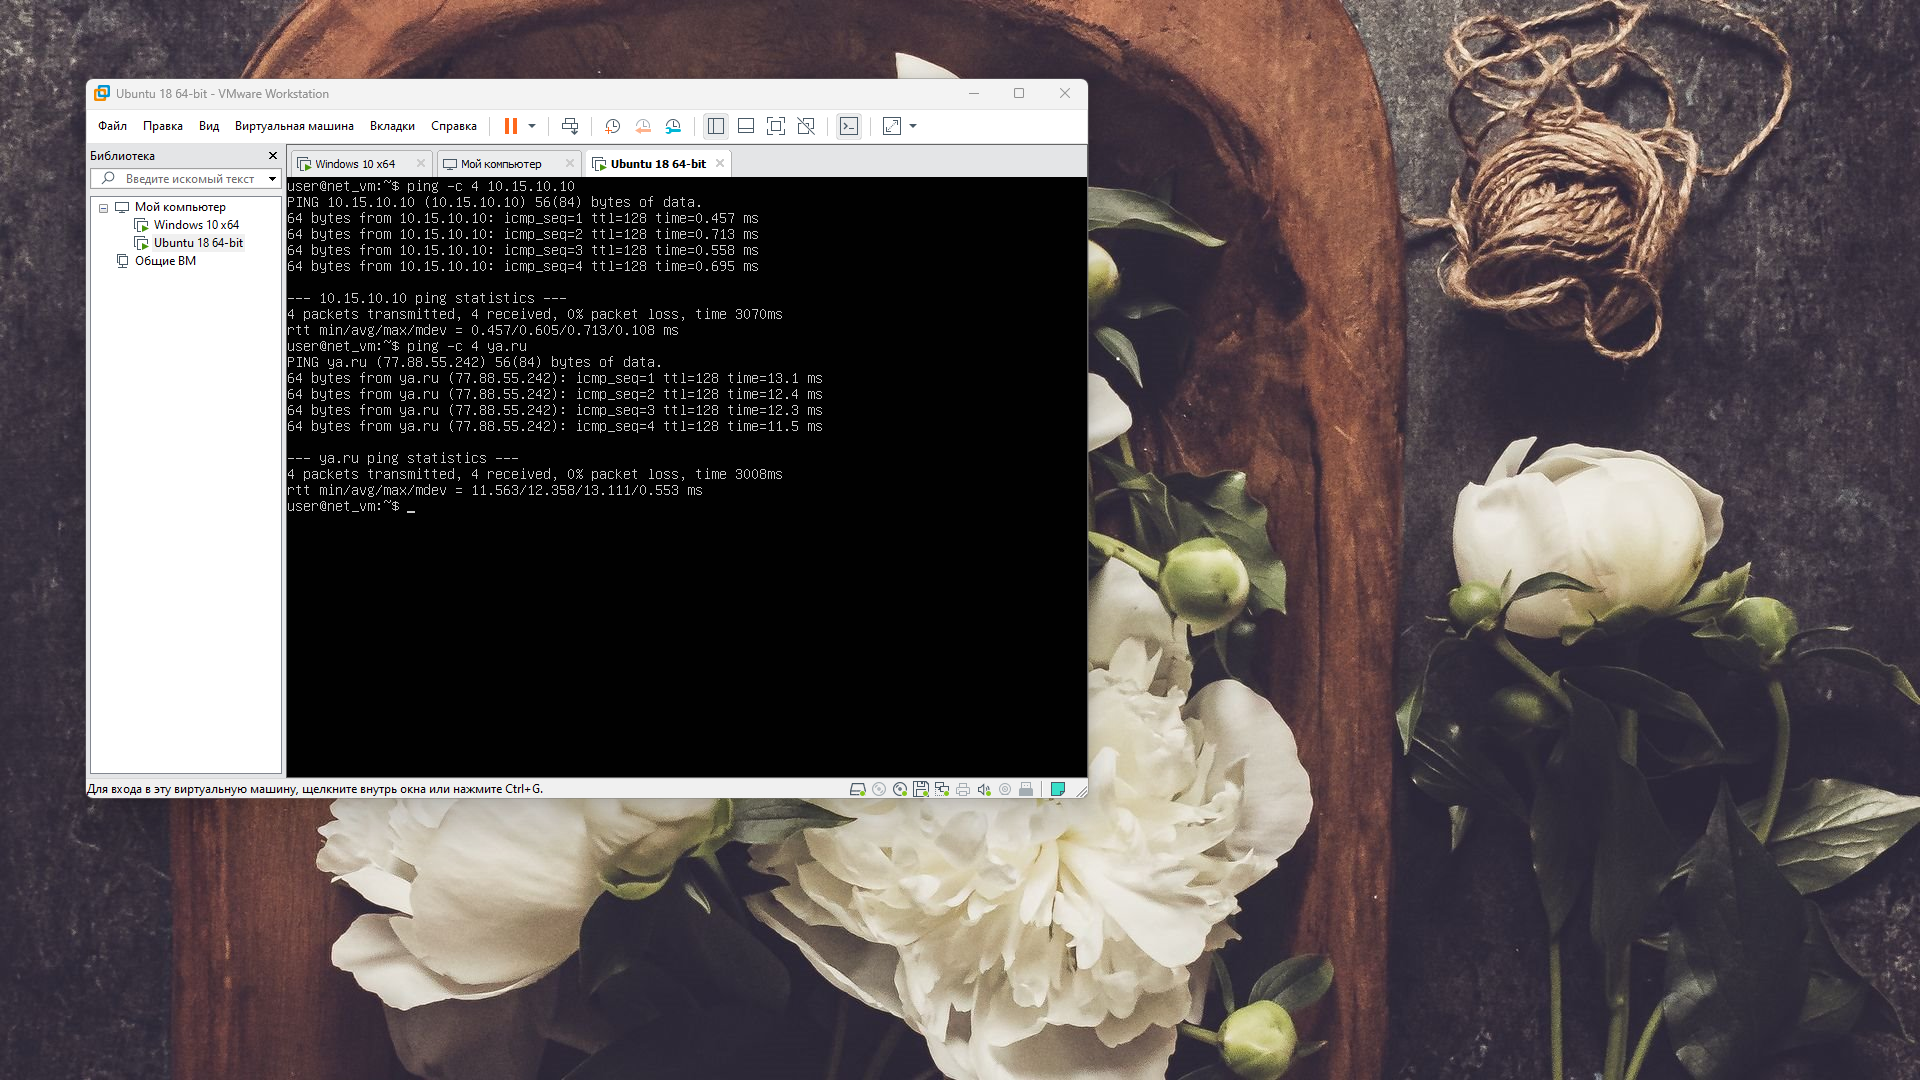 Ubuntu 18 64-bit - VMware Workstation
Файл Правка Вид Виртуальная машина Вкладки Справка
Библиотека
Введите искомый текст
Мой компьютер
Windows 10 x64
Ubuntu 18 64-bit
Общие ВМ
Windows 10 x64 Мой компьютер Ubuntu 18 64-bit
user@net_vm:~$ ping -c 4 10.15.10.10
PING 10.15.10.10 (10.15.10.10) 56(84) bytes of data.
64 bytes from 10.15.10.10: icmp_seq=1 ttl=128 time=0.457 ms
64 bytes from 10.15.10.10: icmp_seq=2 ttl=128 time=0.713 ms
64 bytes from 10.15.10.10: icmp_seq=3 ttl=128 time=0.558 ms
64 bytes from 10.15.10.10: icmp_seq=4 ttl=128 time=0.695 ms
--- 10.15.10.10 ping statistics ---
4 packets transmitted, 4 received, 0% packet loss, time 3070ms
rtt min/avg/max/mdev = 0.457/0.605/0.713/0.108 ms
user@net_vm:~$ ping -c 4 ya.ru
PING ya.ru (77.88.55.242) 56(84) bytes of data.
64 bytes from ya.ru (77.88.55.242): icmp_seq=1 ttl=128 time=13.1 ms
64 bytes from ya.ru (77.88.55.242): icmp_seq=2 ttl=128 time=12.4 ms
64 bytes from ya.ru (77.88.55.242): icmp_seq=3 ttl=128 time=12.3 ms
64 bytes from ya.ru (77.88.55.242): icmp_seq=4 ttl=128 time=11.5 ms
--- ya.ru ping statistics ---
4 packets transmitted, 4 received, 0% packet loss, time 3008ms
rtt min/avg/max/mdev = 11.563/12.358/13.111/0.553 ms
user@net_vm:~$ _
Для входа в эту виртуальную машину, щелкните внутрь окна или нажмите Ctrl+G.